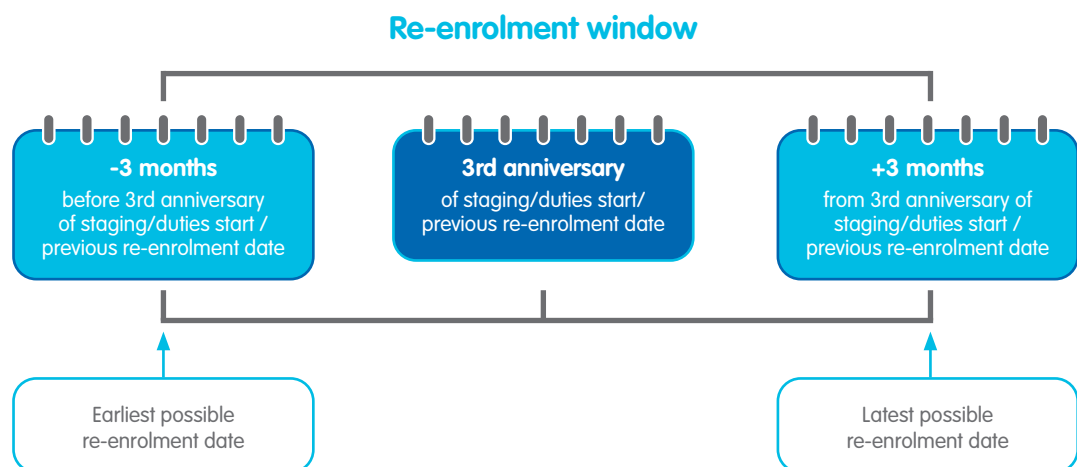 Re-enrolment window
-3 months
before 3rd anniversary
of staging/duties start /
previous re-enrolment date
3rd anniversary
of staging/duties start/
previous re-enrolment date
+3 months
from 3rd anniversary of
staging/duties start /
previous re-enrolment date
Earliest possible
re-enrolment date
Latest possible
re-enrolment date